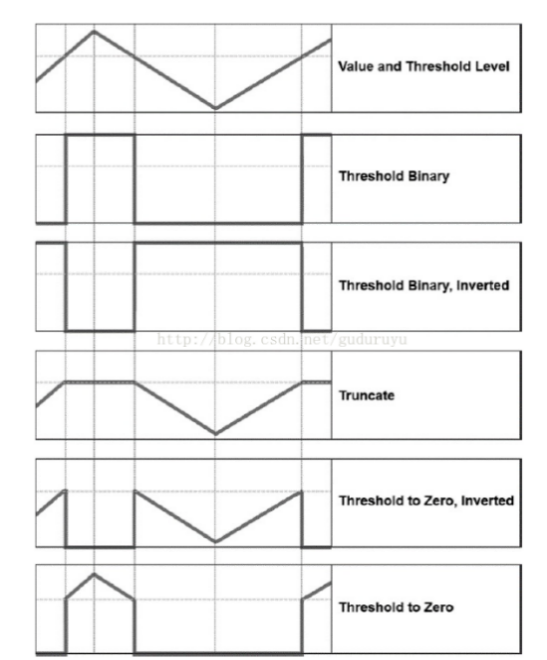 Value and Threshold Level
Threshold Binary
Threshold Binary, Inverted
http://blog.csdn.net/guduruyu
Truncate
Threshold to Zero, Inverted
Threshold to Zero